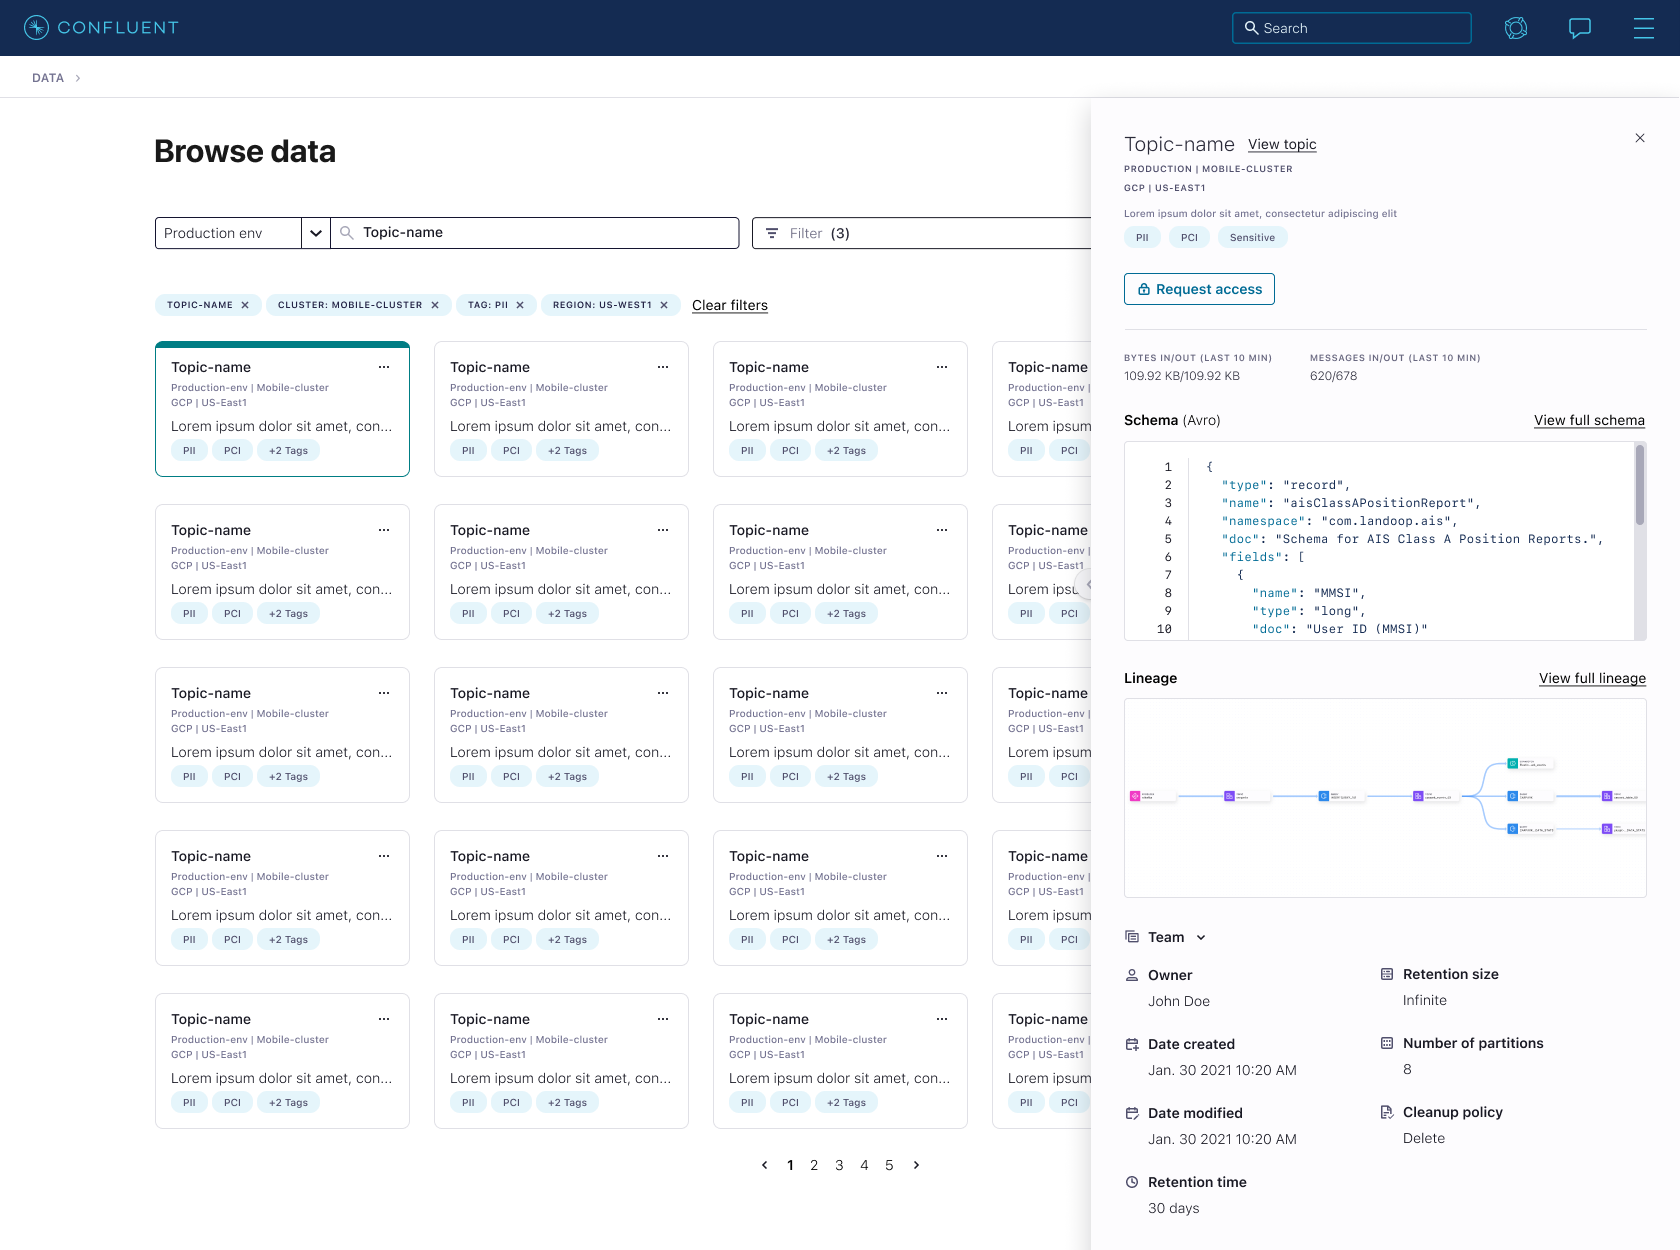 CONFLUENT
Search
DATA
Browse data
Production env
Topic-name
Filter (3)
TOPIC-NAME
CLUSTER: MOBILE-CLUSTER
TAG: PII
REGION: US-WEST1
Clear filters
Topic-name
Production-env | Mobile-cluster
GCP | US-East1
Lorem ipsum dolor sit amet, con...
PII PCI +2 Tags
Topic-name
Production-env | Mobile-cluster
GCP | US-East1
Lorem ipsum dolor sit amet, con...
PII PCI +2 Tags
Topic-name
Production-env | Mobile-cluster
GCP | US-East1
Lorem ipsum dolor sit amet, con...
PII PCI +2 Tags
Topic-name
Production-env |
GCP | US-East1
Lorem ipsum
PII PCI
Topic-name
Production-env | Mobile-cluster
GCP | US-East1
Lorem ipsum dolor sit amet, con...
PII PCI +2 Tags
Topic-name
Production-env | Mobile-cluster
GCP | US-East1
Lorem ipsum dolor sit amet, con...
PII PCI +2 Tags
Topic-name
Production-env | Mobile-cluster
GCP | US-East1
Lorem ipsum dolor sit amet, con...
PII PCI +2 Tags
Topic-name
Production-env |
GCP | US-East1
Lorem ipsu
PII PCI
Topic-name
Production-env | Mobile-cluster
GCP | US-East1
Lorem ipsum dolor sit amet, con...
PII PCI +2 Tags
Topic-name
Production-env | Mobile-cluster
GCP | US-East1
Lorem ipsum dolor sit amet, con...
PII PCI +2 Tags
Topic-name
Production-env | Mobile-cluster
GCP | US-East1
Lorem ipsum dolor sit amet, con...
PII PCI +2 Tags
Topic-name
Production-env |
GCP | US-East1
Lorem ipsum
PII PCI
Topic-name
Production-env | Mobile-cluster
GCP | US-East1
Lorem ipsum dolor sit amet, con...
PII PCI +2 Tags
Topic-name
Production-env | Mobile-cluster
GCP | US-East1
Lorem ipsum dolor sit amet, con...
PII PCI +2 Tags
Topic-name
Production-env | Mobile-cluster
GCP | US-East1
Lorem ipsum dolor sit amet, con...
PII PCI +2 Tags
Topic-name
Production-env |
GCP | US-East1
Lorem ipsum
PII PCI
Topic-name
Production-env | Mobile-cluster
GCP | US-East1
Lorem ipsum dolor sit amet, con...
PII PCI +2 Tags
Topic-name
Production-env | Mobile-cluster
GCP | US-East1
Lorem ipsum dolor sit amet, con...
PII PCI +2 Tags
Topic-name
Production-env | Mobile-cluster
GCP | US-East1
Lorem ipsum dolor sit amet, con...
PII PCI +2 Tags
Topic-name
Production-env |
GCP | US-East1
Lorem ipsum
PII PCI
1 2 3 4 5
Topic-name View topic
PRODUCTION | MOBILE-CLUSTER
GCP | US-EAST1
Lorem ipsum dolor sit amet, consectetur adipiscing elit
PII PCI Sensitive
Request access
BYTES IN/OUT (LAST 10 MIN)
109.92 KB/109.92 KB
MESSAGES IN/OUT (LAST 10 MIN)
620/678
Schema (Avro) View full schema
1 {
2 "type": "record",
3 "name": "aisClassAPositionReport",
4 "namespace": "com.landoop.ais",
5 "doc": "Schema for AIS Class A Position Reports.",
6 "fields": [
7 {
8 "name": "MMSI",
9 "type": "long",
10 "doc": "User ID (MMSI)"
Lineage View full lineage
Team
Owner
John Doe
Retention size
Infinite
Date created
Jan. 30 2021 10:20 AM
Number of partitions
8
Date modified
Jan. 30 2021 10:20 AM
Cleanup policy
Delete
Retention time
30 days